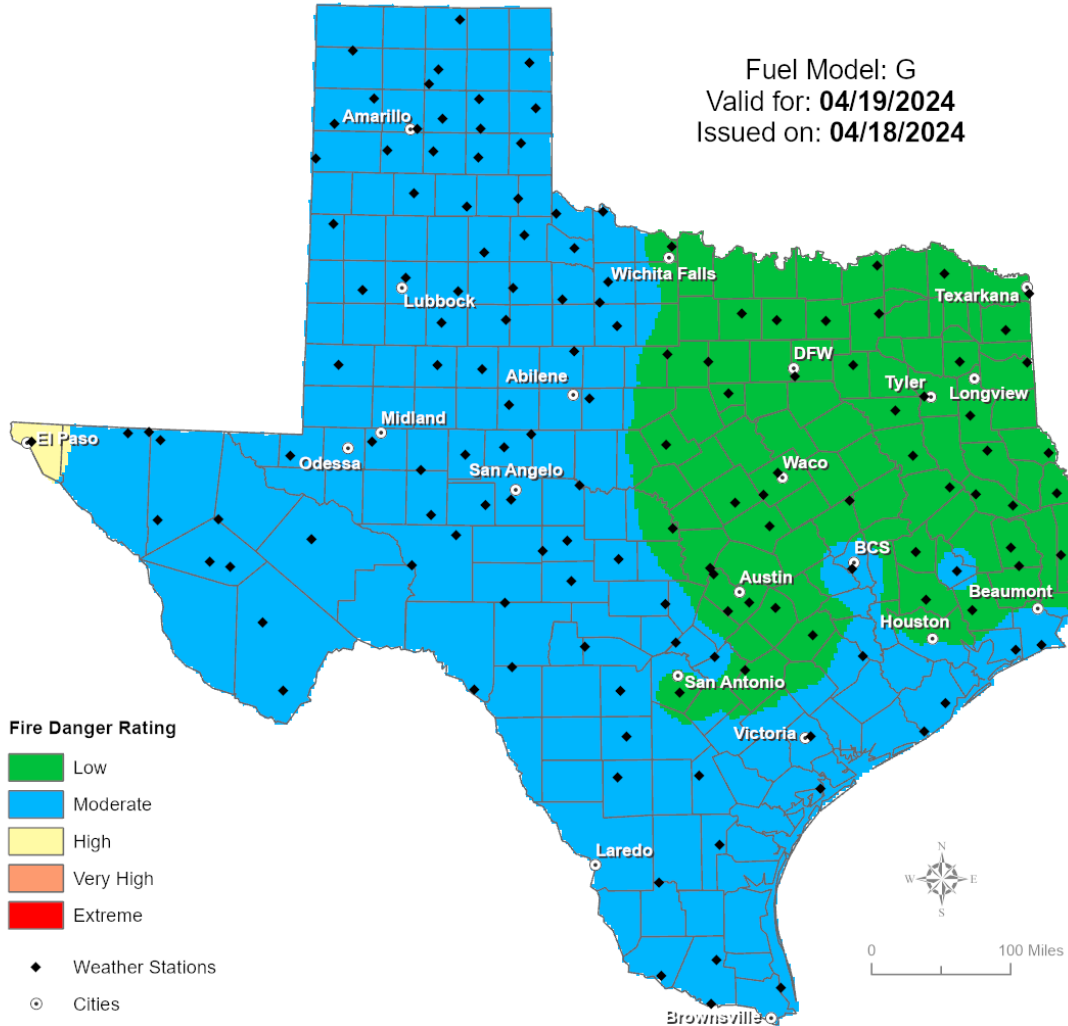 Fuel Model: G
Valid for: 04/19/2024
Issued on: 04/18/2024
Amarillo
Wichita Falls
Lubbock
Texarkana
DFW
Abilene
Tyler
Longview
Midland
El Paso
Odessa
San Angelo
Waco
BCS
Austin
Beaumont
Houston
San Antonio
Victoria
Laredo
Brownsville
Fire Danger Rating
Low
Moderate
High
Very High
Extreme
Weather Stations
Cities
N
W E
S
0 100 Miles